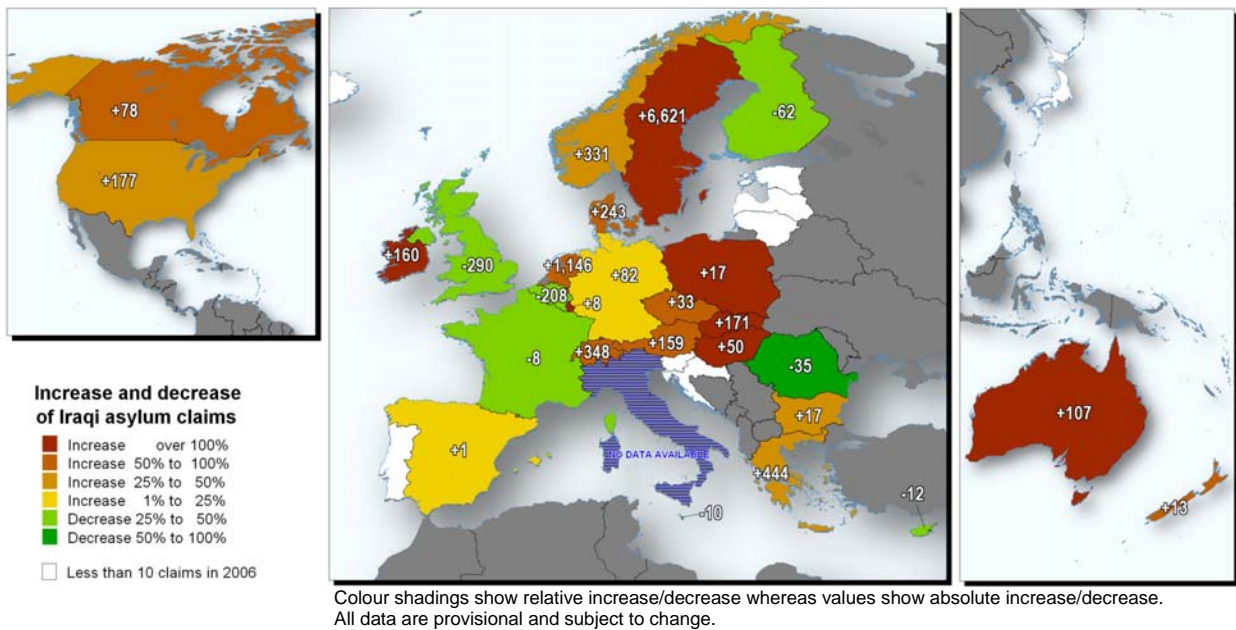 +78
+177
+6,621
-62
+331
+243
+160
-290
+1,146
+82
+17
-208
+8
+33
+171
+159
+50
+348
-8
-35
+17
+1
NO DATA AVAILABLE
+444
-12
-10
+107
+13
Increase and decrease
of Iraqi asylum claims
Increase over 100%
Increase 50% to 100%
Increase 25% to 50%
Increase 1% to 25%
Decrease 25% to 50%
Decrease 50% to 100%
Less than 10 claims in 2006
Colour shadings show relative increase/decrease whereas values show absolute increase/decrease.
All data are provisional and subject to change.